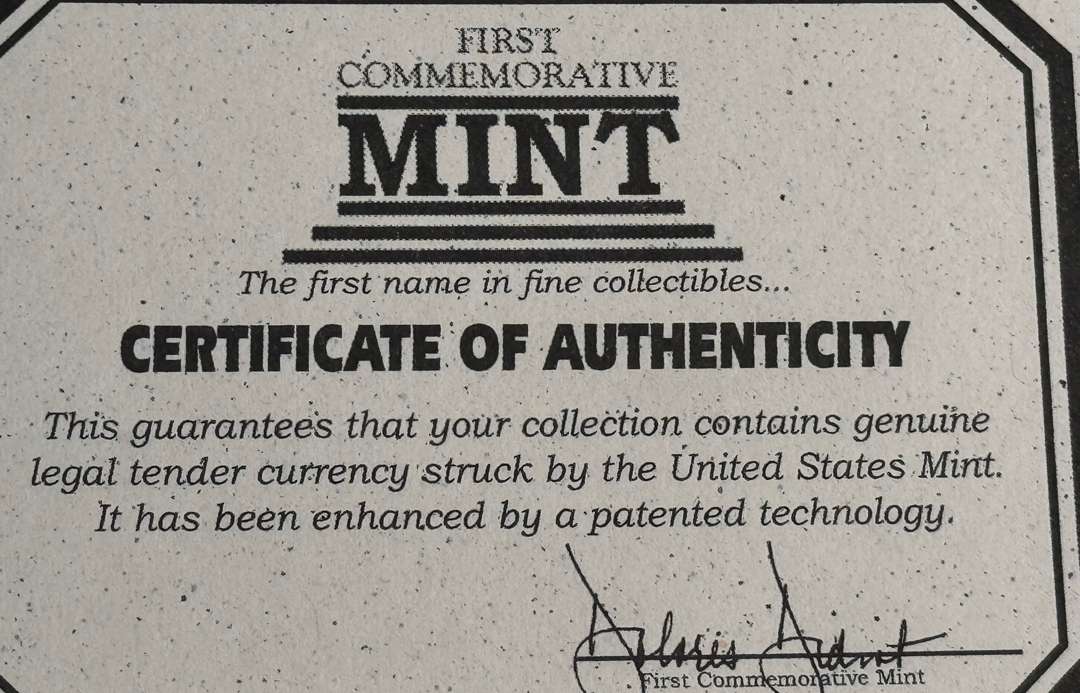 FIRST
COMMEMORATIVE
MINT
The first name in fine collectibles...
CERTIFICATE OF AUTHENTICITY
This guarantees that your collection contains genuine
legal tender currency struck by the United States Mint.
It has been enhanced by a patented technology.
First Commemorative Mint